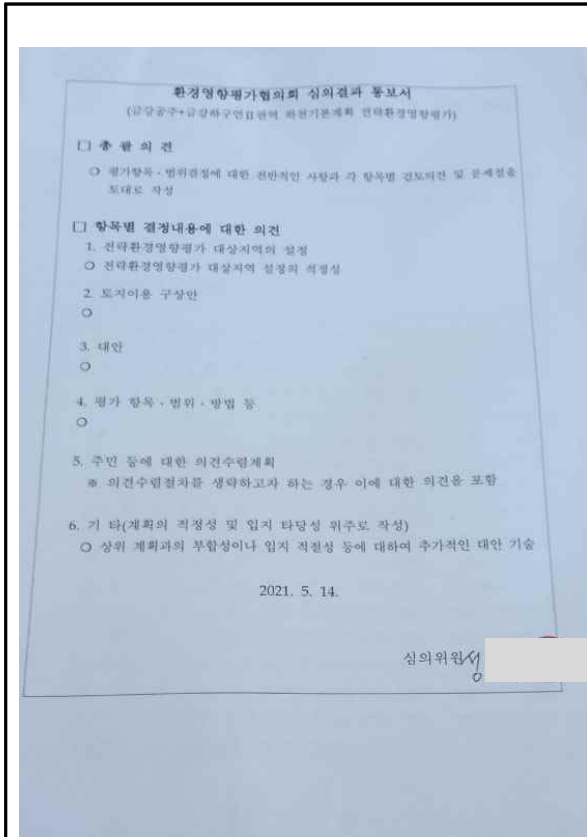 환경영향평가협의회 심의결과 통보서
(금강공주+금강하구언II권역 하천기본계획 전략환경영향평가)
□ 총괄의견
○ 평가항목·범위결정에 대한 전반적인 사항과 각 항목별 검토의견 및 문제점을
토대로 작성
□ 항목별 결정내용에 대한 의견
1. 전략환경영향평가 대상지역의 설정
○ 전략환경영향평가 대상지역 설정의 적정성
2. 토지이용 구상안
○
3. 대안
○
4. 평가 항목·범위·방법 등
○
5. 주민 등에 대한 의견수렴계획
※ 의견수렴절차를 생략하고자 하는 경우 이에 대한 의견을 포함
6. 기 타(계획의 적정성 및 입지 타당성 위주로 작성)
○ 상위 계획과의 부합성이나 입지 적절성 등에 대하여 추가적인 대안 기술
2021. 5. 14.
심의위원 성